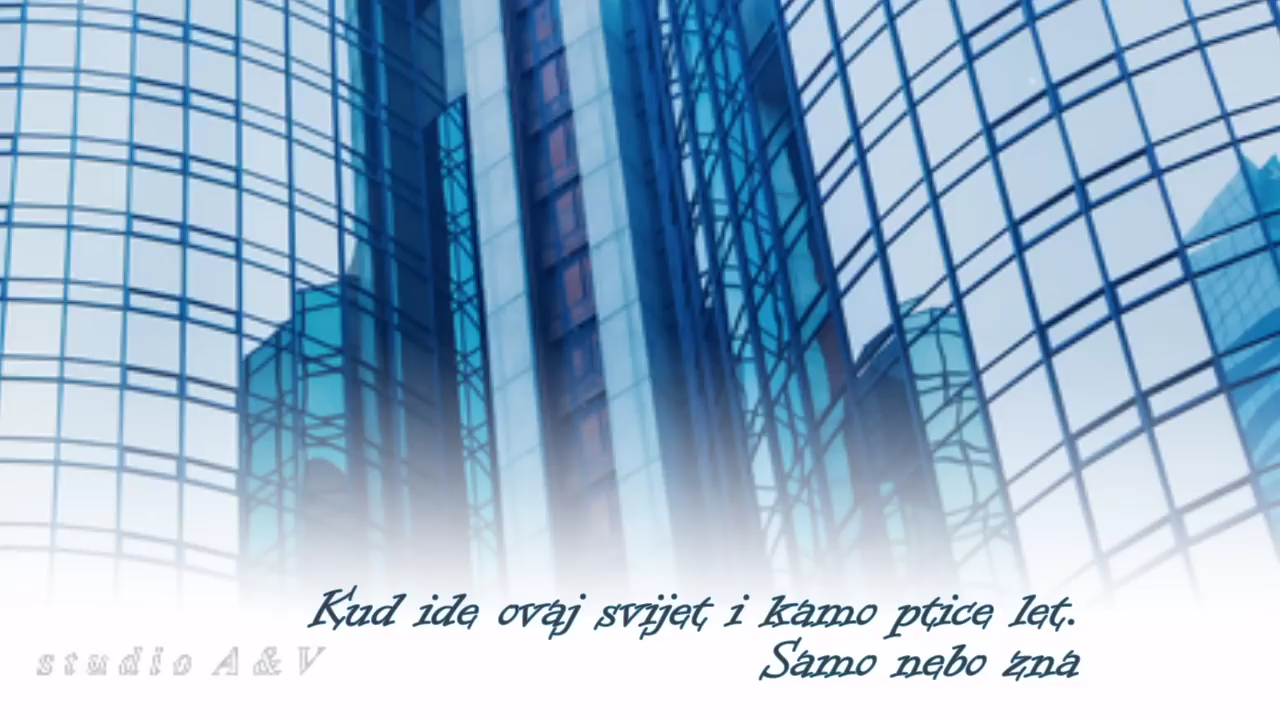 Kud ide ovaj svijet i kamo ptice let.
Samo nebo zna
studio A & V